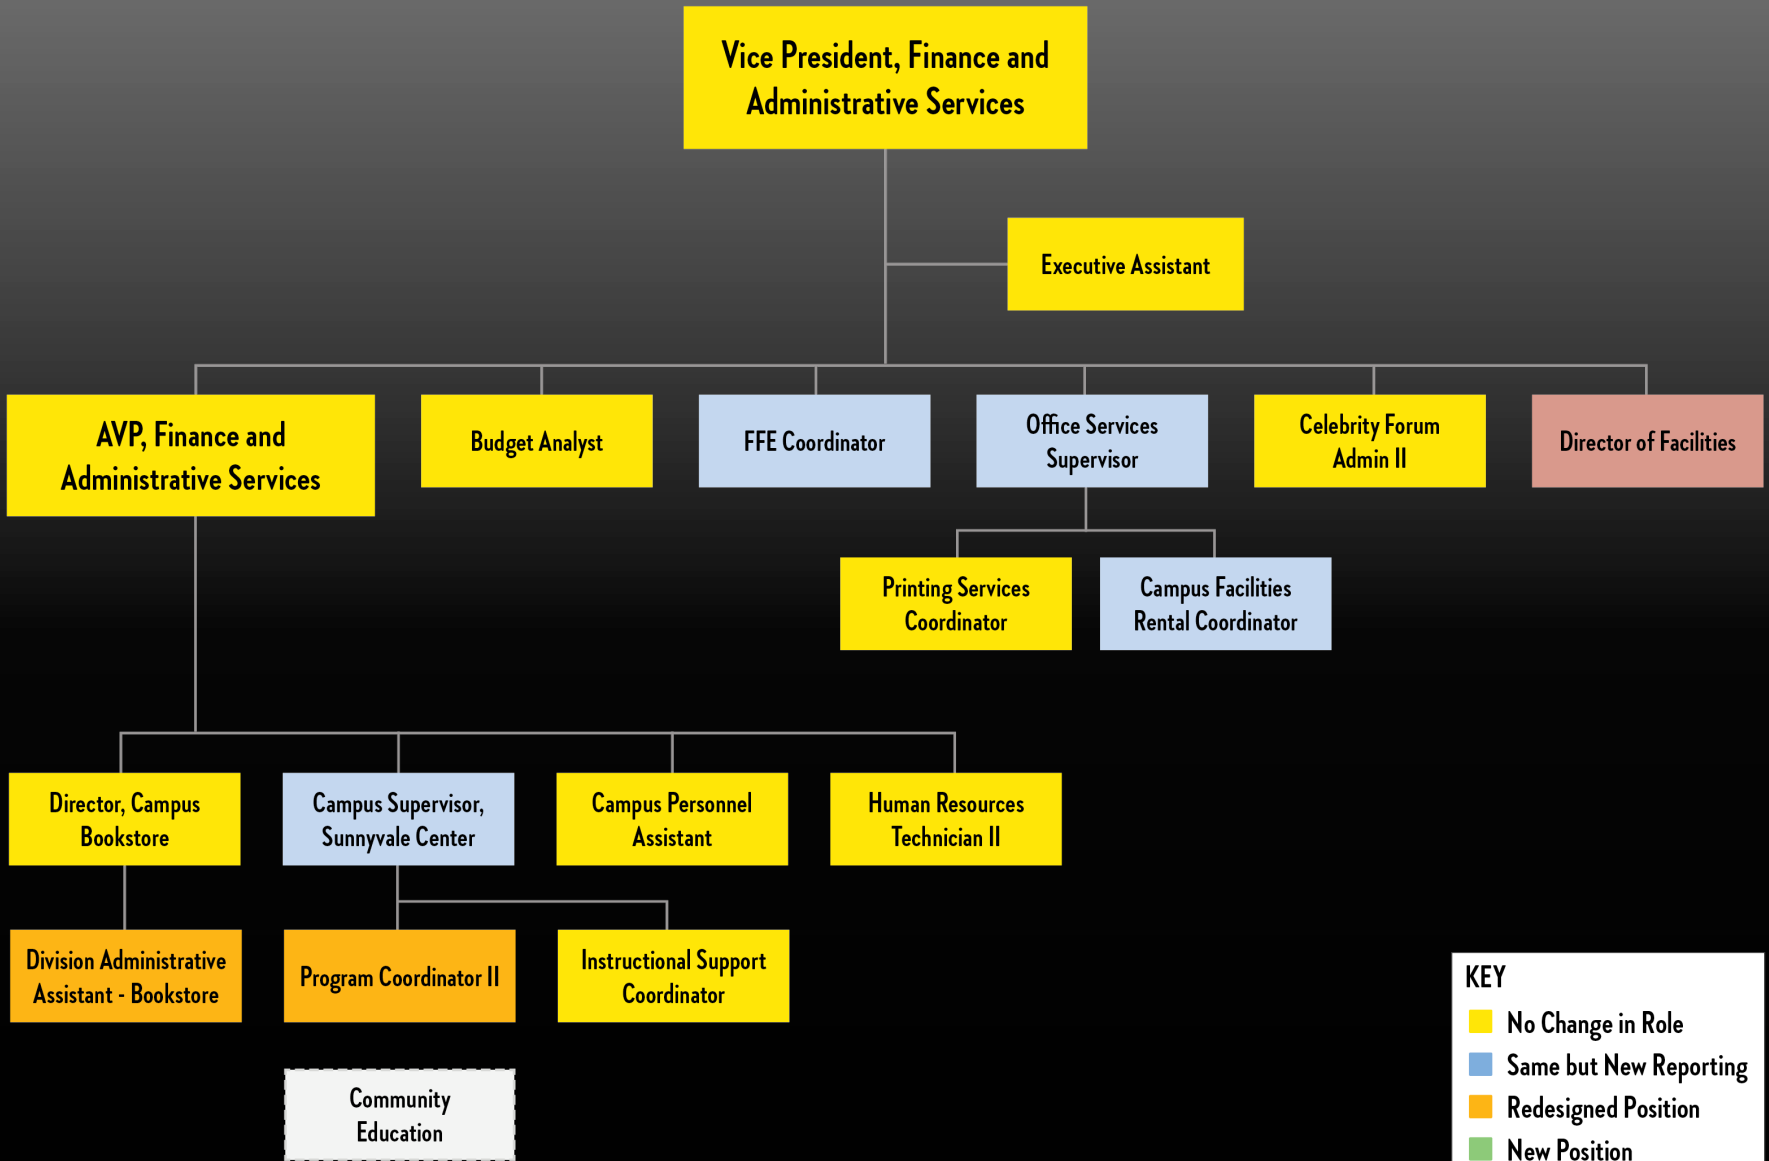 Vice President, Finance and
Administrative Services
Executive Assistant
AVP, Finance and
Administrative Services
Budget Analyst
FFE Coordinator
Office Services
Supervisor
Celebrity Forum
Admin II
Director of Facilities
Printing Services
Coordinator
Campus Facilities
Rental Coordinator
Director, Campus
Bookstore
Campus Supervisor,
Sunnyvale Center
Campus Personnel
Assistant
Human Resources
Technician II
Division Administrative
Assistant - Bookstore
Program Coordinator II
Instructional Support
Coordinator
Community
Education
KEY
No Change in Role
Same but New Reporting
Redesigned Position
New Position